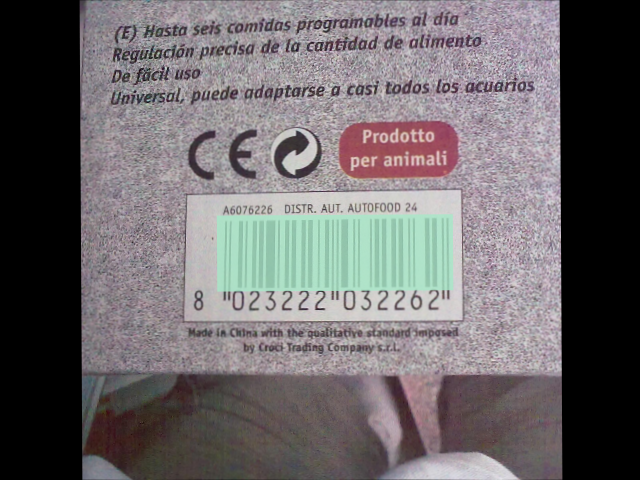 (E) Hasta seis comidas programables al día
Regulación precisa de la cantidad de alimento
De fácil uso
Universal, puede adaptarse a casi todos los acuarios
CE
Prodotto
per animali
A6076226 DISTR. AUT. AUTOFOOD 24
8 "023222"032262"
Made in China with the qualitative standard imposed
by Croci Trading Company s.r.l.